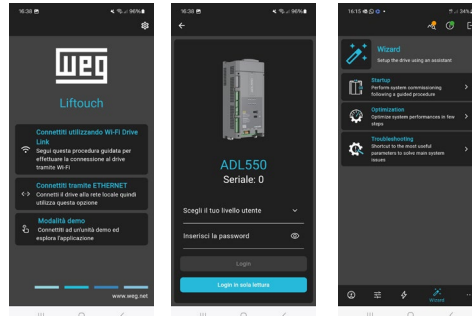 16:38
96%
weg
Liftouch
Connettiti utilizzando Wi-Fi Drive
Link
Segui questa procedura guidata per
effettuare la connessione al drive
tramite Wi-Fi
Connettiti tramite ETHERNET
Connetti il drive alla rete locale quindi
utilizza questa opzione
Modalità demo
Connettiti ad un'unità demo ed
esplora l'applicazione
www.weg.net
16:38
96%
ADL550
Seriale: 0
Scegli il tuo livello utente
Inserisci la password
Login
Login in sola lettura
16:15
34%
Wizard
Setup the drive using an assistant
Startup
Perform system commissioning
following a guided procedure
Optimization
Optimize system performances in few
steps
Troubleshooting
Shortcut to the most useful
parameters to solve main system
issues
Wizard